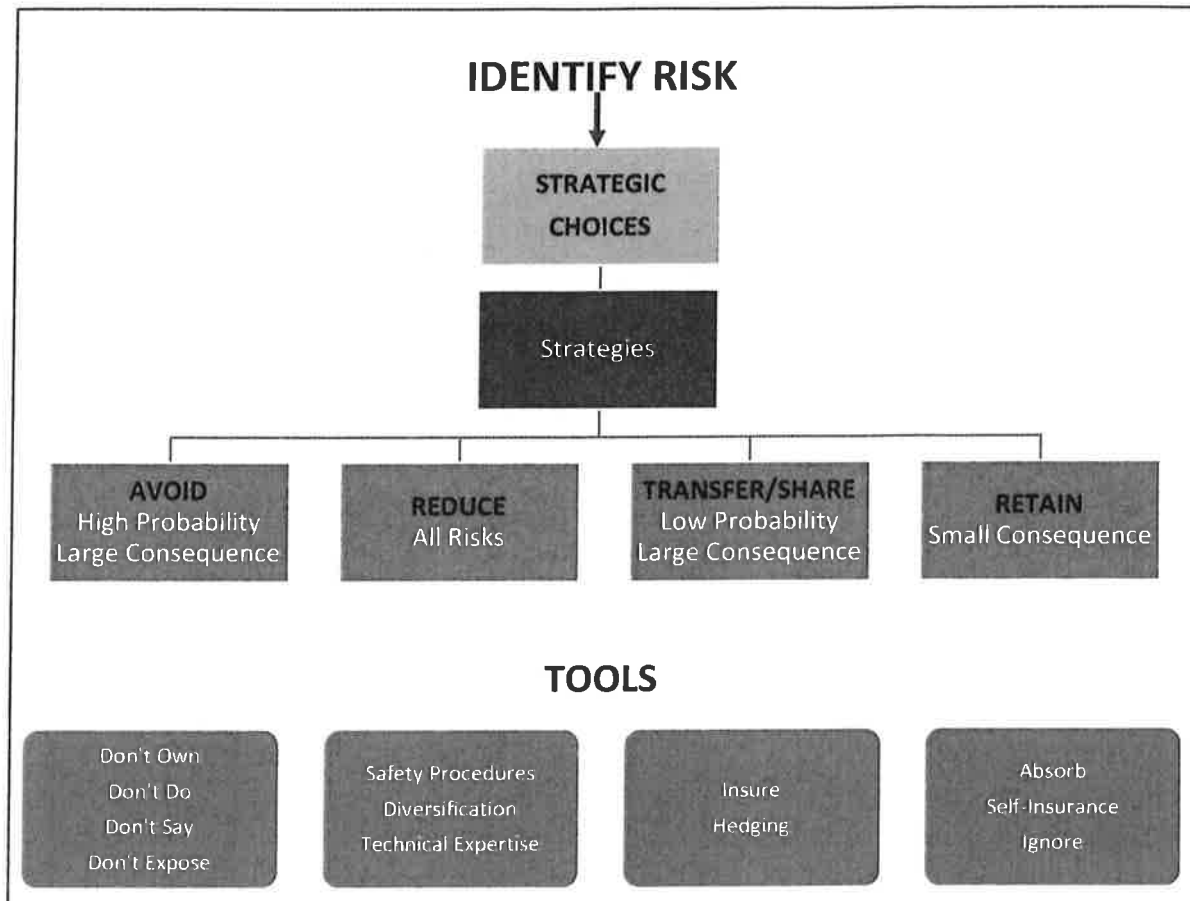 IDENTIFY RISK
STRATEGIC
CHOICES
Strategies
AVOID
High Probability
Large Consequence
REDUCE
All Risks
TRANSFER/SHARE
Low Probability
Large Consequence
RETAIN
Small Consequence
TOOLS
Don't Own
Don't Do
Don't Say
Don't Expose
Safety Procedures
Diversification
Technical Expertise
Insure
Hedging
Absorb
Self-Insurance
Ignore